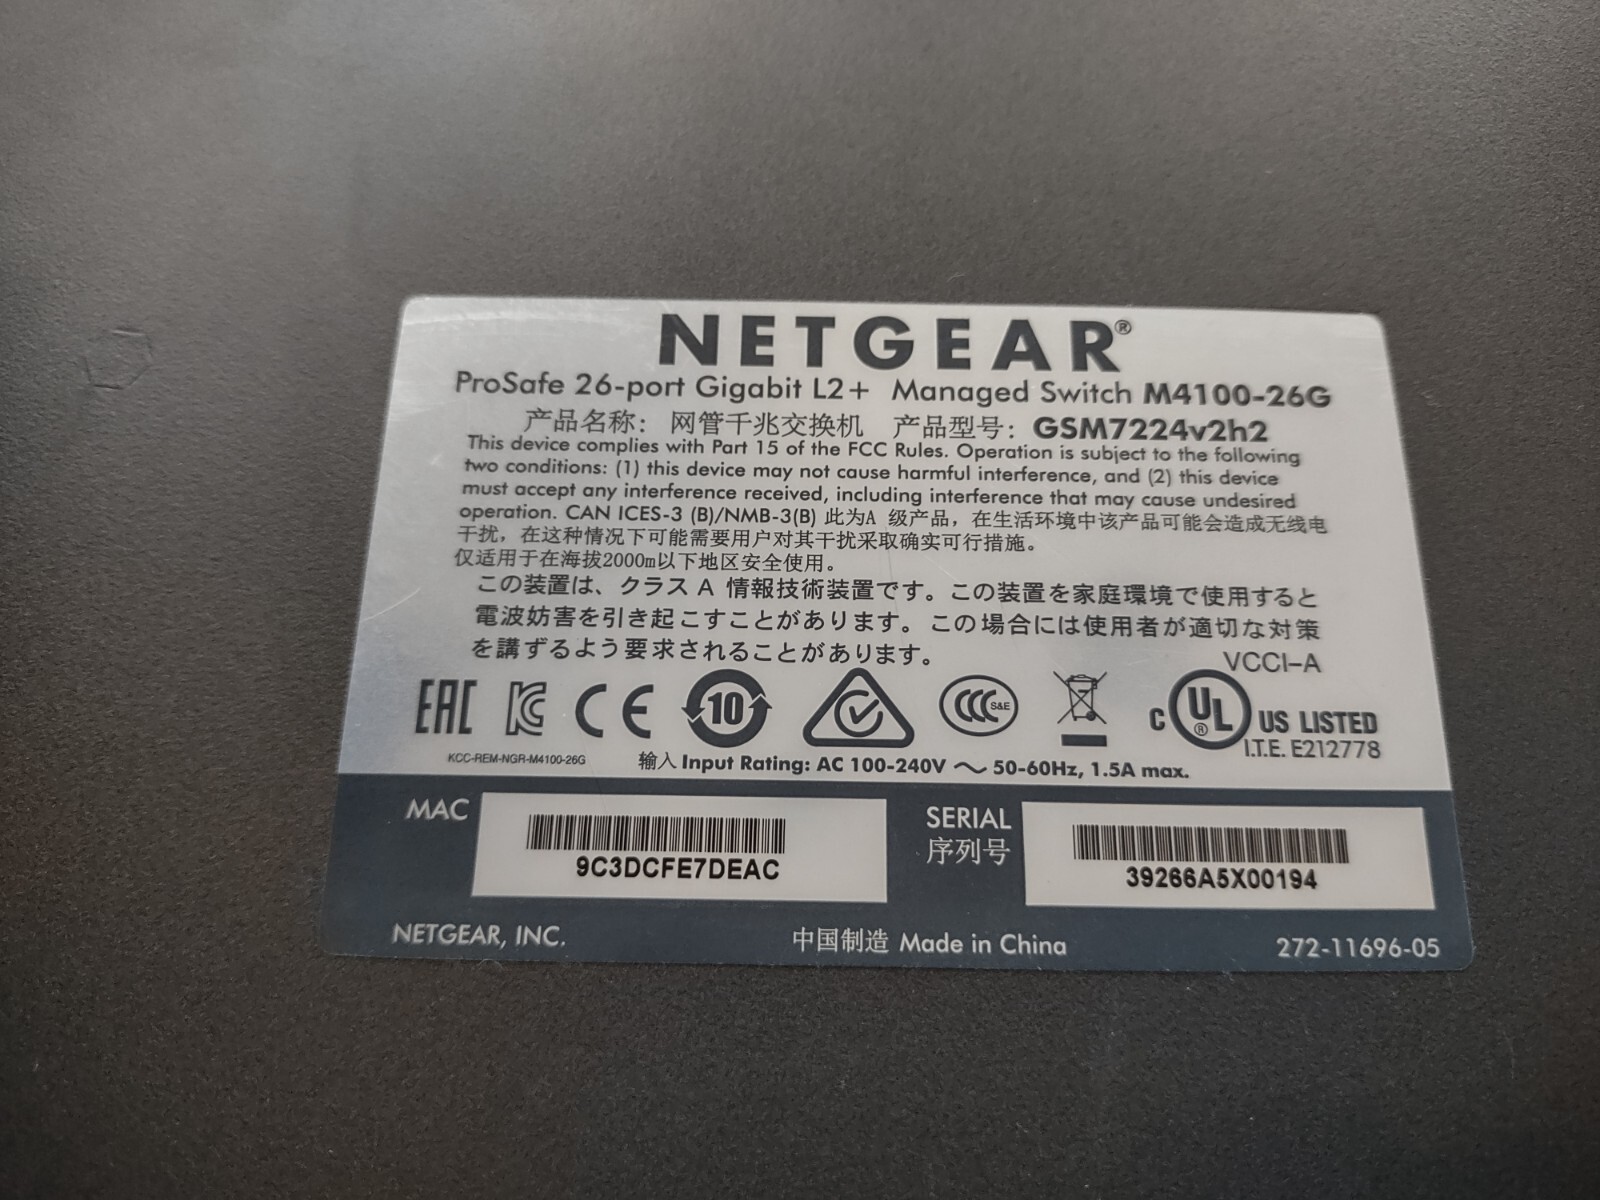 NETGEAR®
ProSafe 26-port Gigabit L2+ Managed Switch M4100-26G
产品名称：网管千兆交换机 产品型号：GSM7224v2h2
This device complies with Part 15 of the FCC Rules. Operation is subject to the following
two conditions: (1) this device may not cause harmful interference, and (2) this device
must accept any interference received, including interference that may cause undesired
operation. CAN ICES-3 (B)/NMB-3(B) 此为A 级产品，在生活环境中该产品可能会造成无线电
干扰，在这种情况下可能需要用户对其干扰采取确实可行措施。
仅适用于在海拔2000m以下地区安全使用。
この装置は、クラス A 情報技術装置です。この装置を家庭環境で使用すると
電波妨害を引き起こすことがあります。この場合には使用者が適切な対策
を講ずるよう要求されることがあります。
VCCI-A
EAC KC CE 10 CCC S&E C UL® US LISTED
I.T.E. E212778
KCC-REM-NGR-M4100-26G
输入 Input Rating: AC 100-240V ～ 50-60Hz, 1.5A max.
MAC
9C3DCFE7DEAC
SERIAL
序列号
39266A5X00194
NETGEAR, INC.
中国制造 Made in China
272-11696-05